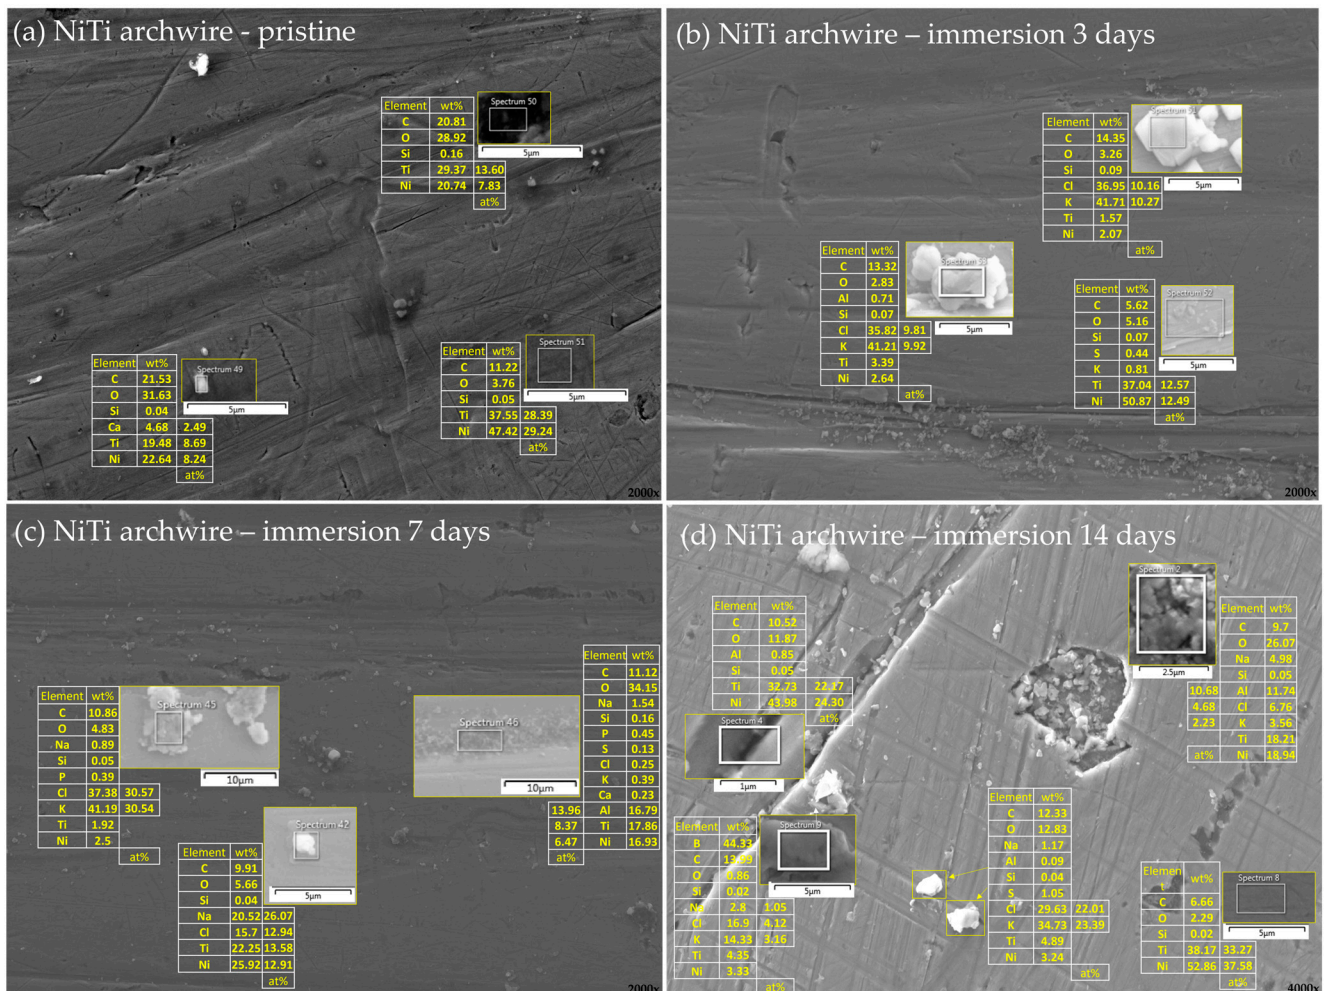 (a) NiTi archwire - pristine
Element wt%
C 20.81
O 28.92
Si 0.16
Ti 29.37 13.60
Ni 20.74 7.83
at%
Spectrum 50
5µm
Element wt%
C 21.53
O 31.63
Si 0.04
Ca 4.68 2.49
Ti 19.48 8.69
Ni 22.64 8.24
at%
Spectrum 49
5µm
Element wt%
C 11.22
O 3.76
Si 0.05
Ti 37.55 28.39
Ni 47.42 29.24
at%
Spectrum 51
5µm
2000x
(b) NiTi archwire – immersion 3 days
Element wt%
C 14.35
O 3.26
Si 0.09
Cl 36.95 10.16
K 41.71 10.27
Ti 1.57
Ni 2.07
at%
Spectrum 51
5µm
Element wt%
C 13.32
O 2.83
Al 0.71
Si 0.07
Cl 35.82 9.81
K 41.21 9.92
Ti 3.39
Ni 2.64
at%
Spectrum
5µm
Element wt%
C 5.62
O 5.16
Si 0.07
S 0.44
K 0.81
Ti 37.04 12.57
Ni 50.87 12.49
at%
Spectrum 52
5µm
2000x
(c) NiTi archwire – immersion 7 days
Element wt%
C 10.86
O 4.83
Na 0.89
Si 0.05
P 0.39
Cl 37.38 30.57
K 41.19 30.54
Ti 1.92
Ni 2.5
at%
Spectrum 45
10µm
Element wt%
C 9.91
O 5.66
Si 0.04
Na 20.52 26.07
Cl 15.7 12.94
Ti 22.25 13.58
Ni 25.92 12.91
at%
Spectrum 42
5µm
Spectrum 46
10µm
Element wt%
C 11.12
O 34.15
Na 1.54
Si 0.16
P 0.45
S 0.13
Cl 0.25
K 0.39
Ca 0.23
13.96 Al 16.79
8.37 Ti 17.86
6.47 Ni 16.93
at%
2000x
(d) NiTi archwire – immersion 14 days
Element wt%
C 10.52
O 11.87
Al 0.85
Si 0.05
Ti 32.73 22.17
Ni 43.98 24.30
at%
Spectrum 4
1µm
Spectrum 2
2.5µm
Element wt%
C 9.7
O 26.07
Na 4.98
Si 0.05
10.68 Al 11.74
4.68 Cl 6.76
2.23 K 3.56
Ti 18.21
at% Ni 18.94
Element wt%
B 44.33
C 13.09
O 0.86
Si 0.02
Na 2.8 1.05
Cl 16.9 4.12
K 14.33 3.16
Ti 4.35
Ni 3.33
at%
Spectrum 9
5µm
Element wt%
C 12.33
O 12.83
Na 1.17
Al 0.09
Si 0.04
S 1.05
Cl 29.63 22.01
K 34.73 23.39
Ti 4.89
Ni 3.24
at%
Elemen
t wt%
C 6.66
O 2.29
Si 0.02
Ti 38.17 33.27
Ni 52.86 37.58
at%
Spectrum 8
5µm
4000x